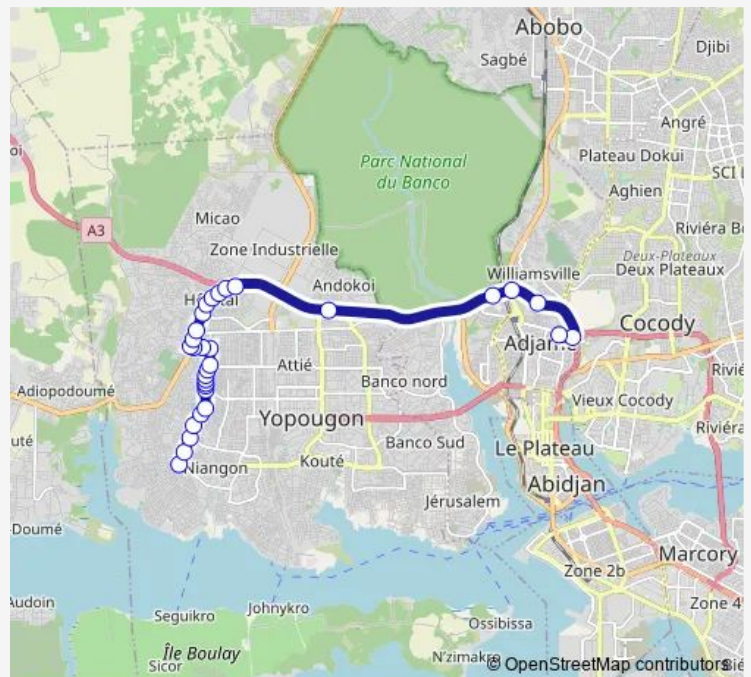 Abobo
Sagbé
Djibi
Angré
Parc National
du Banco
Plateau Dokui
SCI
Aghien
Micao
A3
Riviéra
Zone Industrielle
Deux-Plateaux
Deux Plateaux
Williamsville
Andokoi
Cocody
Attié
Banco nord
Adiopodoumé
Vieux Cocody
Yopougon
Riviéra
Banco Sud
Le Plateau
Kouté
Niangon
Abidjan
Jérusalem
-Doumé
Marcory
Zone 2b
Audoin
Johnykro
Zone 4
Seguikro
Ossibissa
Île Boulay
N'zimakro
Sicor
© OpenStreetMap contributors